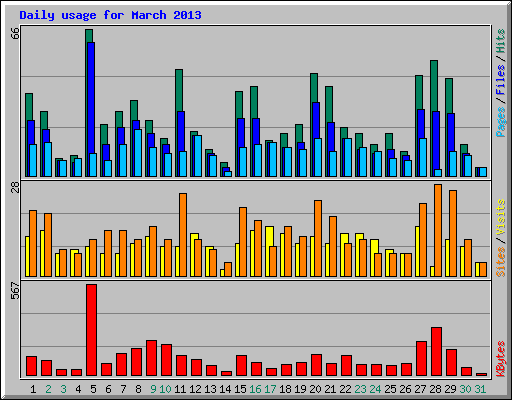 Daily usage for March 2013
66
Pages / Files / Hits
28
Sites / Visits
567
KBytes
1 2 3 4 5 6 7 8 9 10 11 12 13 14 15 16 17 18 19 20 21 22 23 24 25 26 27 28 29 30 31